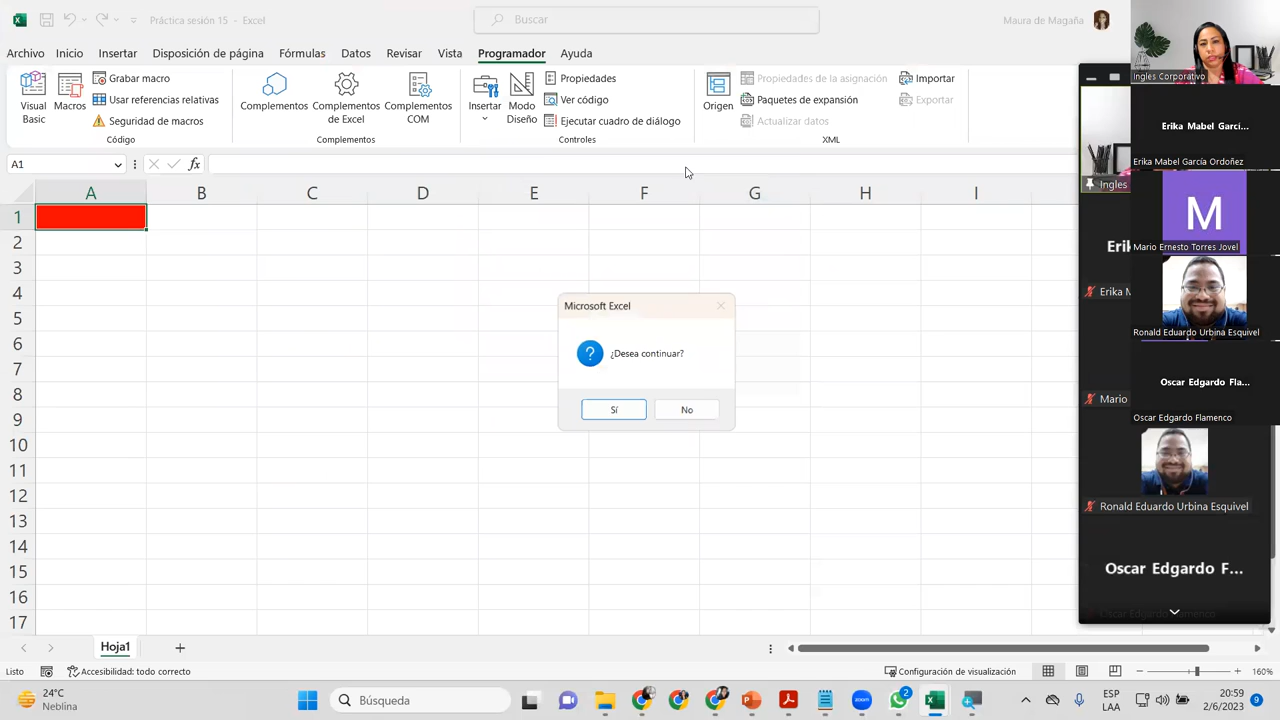 Práctica sesión 15 - Excel
Buscar
Maura de Magaña
Archivo
Inicio
Insertar
Disposición de página
Fórmulas
Datos
Revisar
Vista
Programador
Ayuda
Visual Basic
Macros
Grabar macro
Usar referencias relativas
Seguridad de macros
Código
Complementos
Complementos de Excel
Complementos COM
Complementos
Insertar
Modo Diseño
Propiedades
Ver código
Ejecutar cuadro de diálogo
Controles
Origen
Propiedades de la asignación
Paquetes de expansión
Actualizar datos
Importar
Exportar
XML
A1
fx
A B C D E F G H I
1
2
3
4
5
6
7
8
9
10
11
12
13
14
15
16
17
Microsoft Excel
?
¿Desea continuar?
Sí
No
Ingles Corporativo
Erika Mabel Garcí...
Erika Mabel García Ordoñez
M
Mario Ernesto Torres Jovel
Ronald Eduardo Urbina Esquivel
Oscar Edgardo Fla...
Oscar Edgardo Flamenco
Ingles
Erik
Erika M
Mario
Ronald Eduardo Urbina Esquivel
Oscar Edgardo F...
Hoja1
Listo
Accesibilidad: todo correcto
Configuración de visualización
160%
24°C
Neblina
Búsqueda
2
zoom
ESP
LAA
20:59
2/6/2023
9